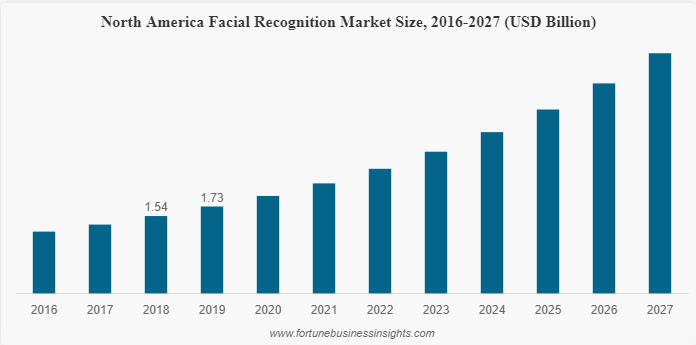 North America Facial Recognition Market Size, 2016-2027 (USD Billion)
1.54
1.73
2016 2017 2018 2019 2020 2021 2022 2023 2024 2025 2026 2027
www.fortunebusinessinsights.com